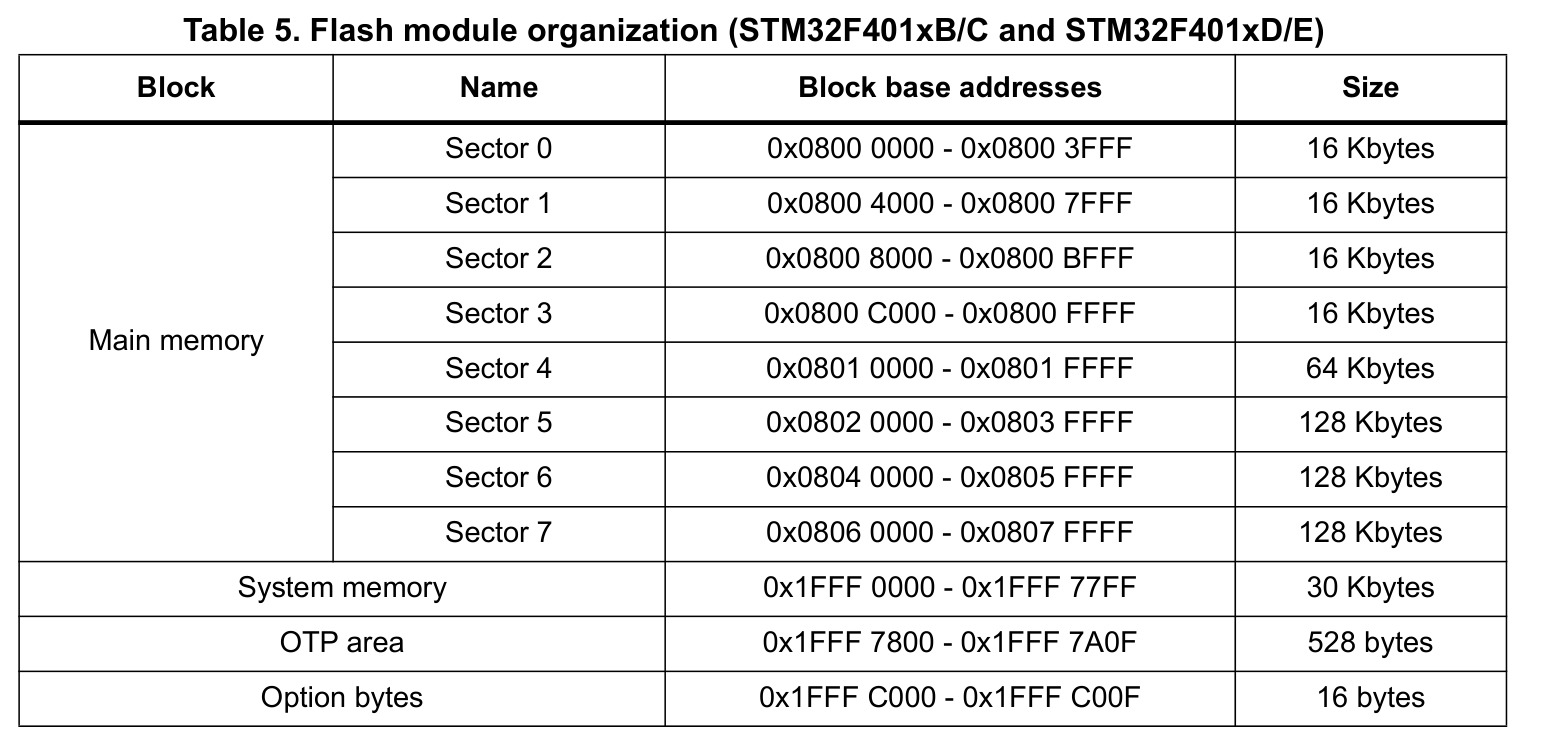 Table 5. Flash module organization (STM32F401xB/C and STM32F401xD/E)
Block Name Block base addresses Size
Main memory
Sector 0 0x0800 0000 - 0x0800 3FFF 16 Kbytes
Sector 1 0x0800 4000 - 0x0800 7FFF 16 Kbytes
Sector 2 0x0800 8000 - 0x0800 BFFF 16 Kbytes
Sector 3 0x0800 C000 - 0x0800 FFFF 16 Kbytes
Sector 4 0x0801 0000 - 0x0801 FFFF 64 Kbytes
Sector 5 0x0802 0000 - 0x0803 FFFF 128 Kbytes
Sector 6 0x0804 0000 - 0x0805 FFFF 128 Kbytes
Sector 7 0x0806 0000 - 0x0807 FFFF 128 Kbytes
System memory 0x1FFF 0000 - 0x1FFF 77FF 30 Kbytes
OTP area 0x1FFF 7800 - 0x1FFF 7A0F 528 bytes
Option bytes 0x1FFF C000 - 0x1FFF C00F 16 bytes